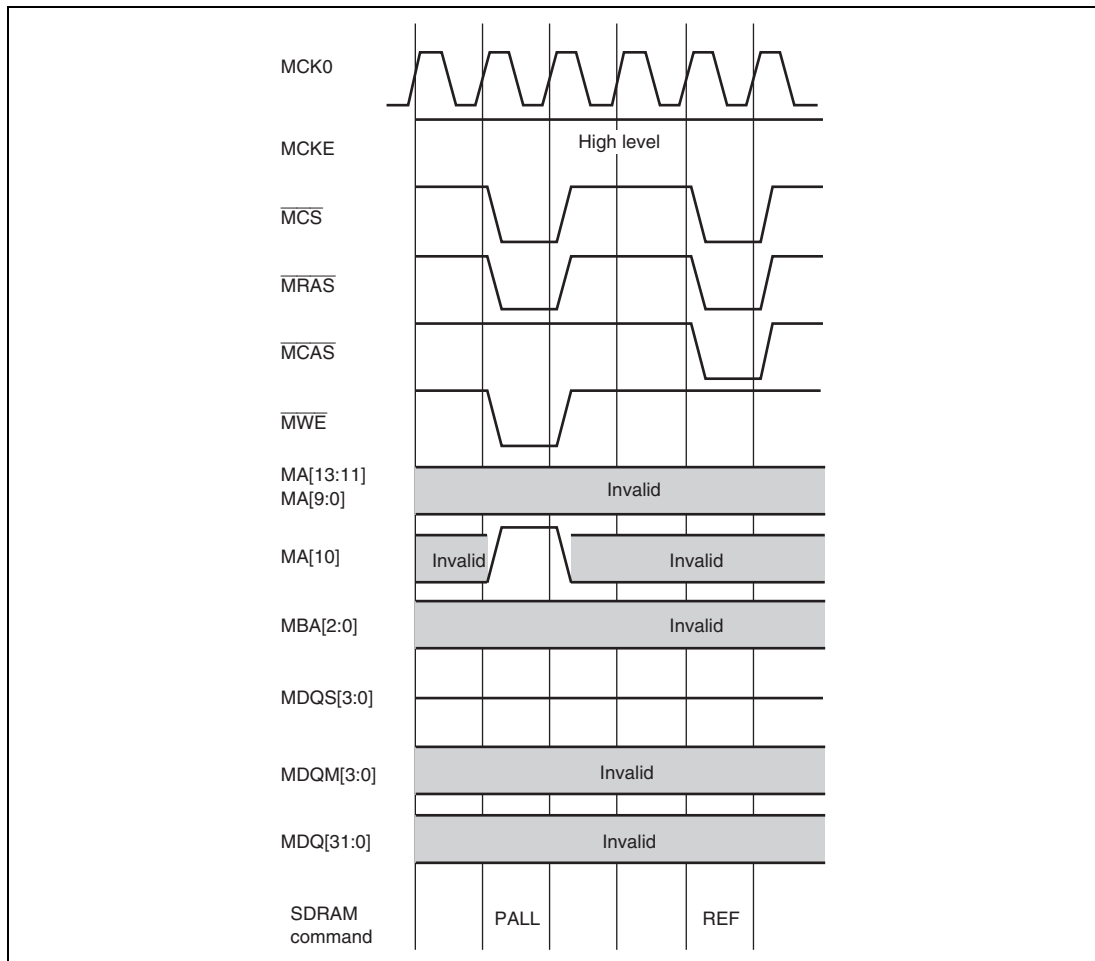 MCK0
MCKE
High level
MCS
MRAS
MCAS
MWE
MA[13:11]
MA[9:0]
Invalid
MA[10]
Invalid
Invalid
MBA[2:0]
Invalid
MDQS[3:0]
MDQM[3:0]
Invalid
MDQ[31:0]
Invalid
SDRAM
command
PALL
REF